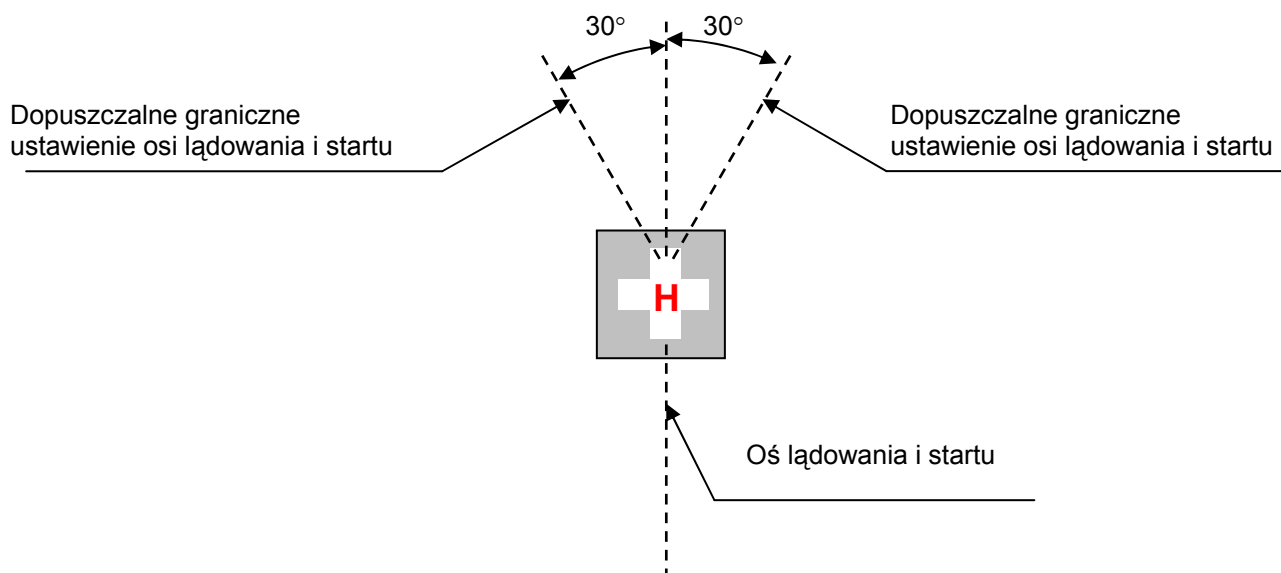 30° 30°
Dopuszczalne graniczne
ustawienie osi lądowania i startu
Dopuszczalne graniczne
ustawienie osi lądowania i startu
H
Oś lądowania i startu